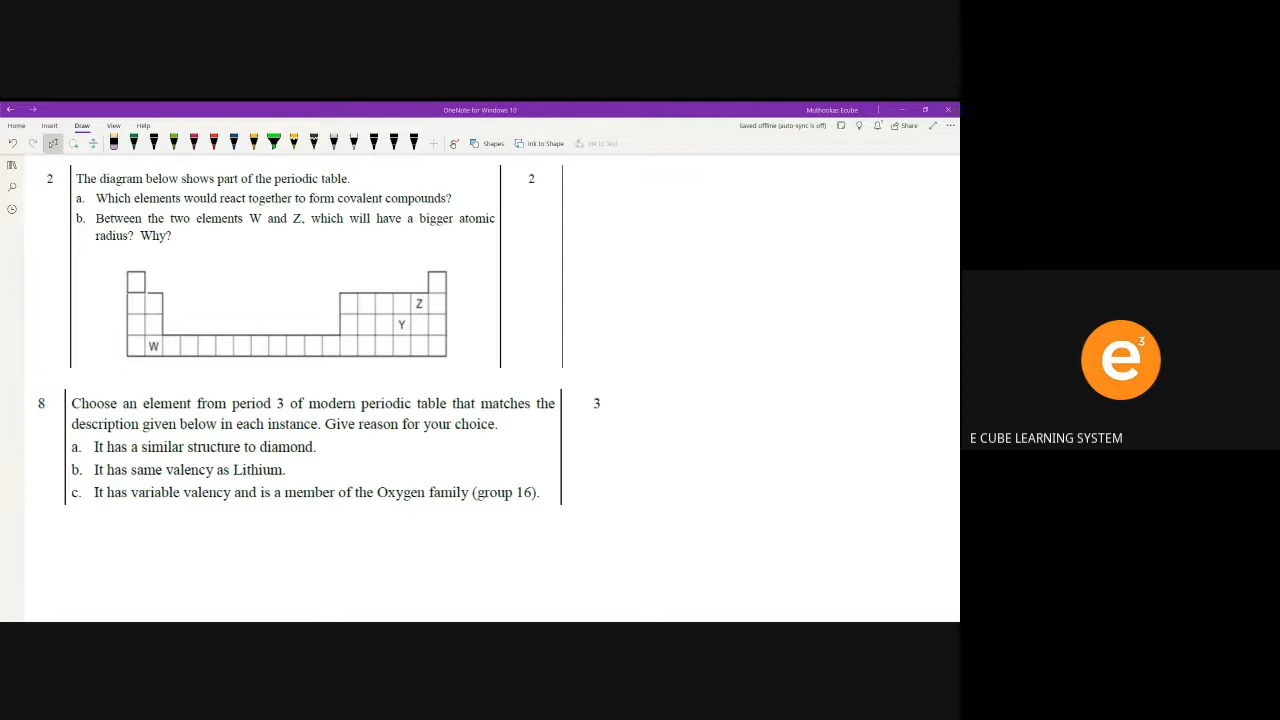 OneNote for Windows 10
Muthookas Ecube
Home Insert Draw View Help
Saved offline (auto-sync is off)
Share
Shapes
Ink to Shape
Ink to Text
2 The diagram below shows part of the periodic table. 2
a. Which elements would react together to form covalent compounds?
b. Between the two elements W and Z, which will have a bigger atomic
radius? Why?
Z
Y
W
8 Choose an element from period 3 of modern periodic table that matches the 3
description given below in each instance. Give reason for your choice.
a. It has a similar structure to diamond.
b. It has same valency as Lithium.
c. It has variable valency and is a member of the Oxygen family (group 16).
e3
E CUBE LEARNING SYSTEM